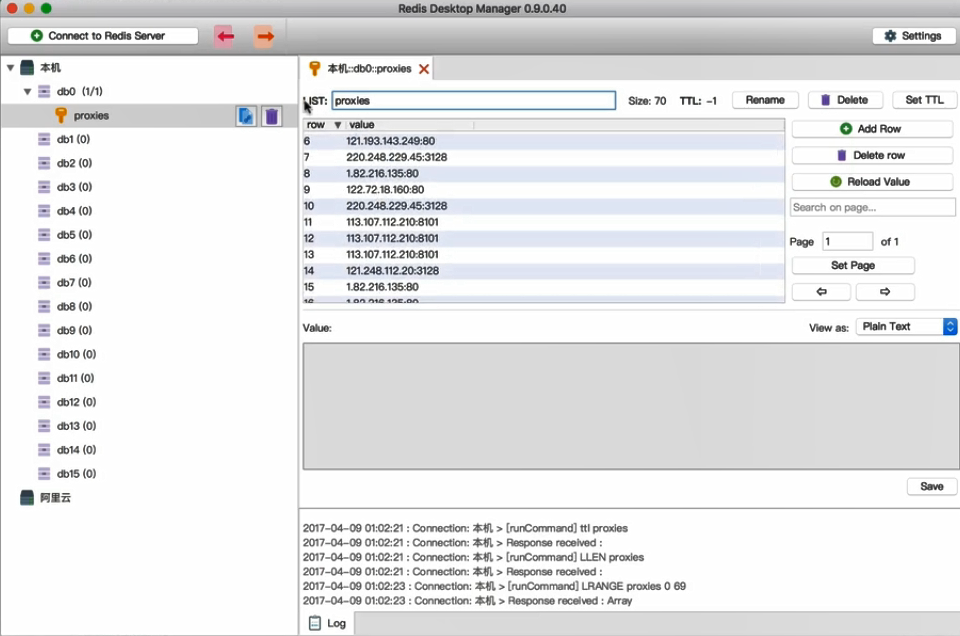 Redis Desktop Manager 0.9.0.40
Connect to Redis Server
Settings
本机
db0 (1/1)
proxies
db1 (0)
db2 (0)
db3 (0)
db4 (0)
db5 (0)
db6 (0)
db7 (0)
db8 (0)
db9 (0)
db10 (0)
db11 (0)
db12 (0)
db13 (0)
db14 (0)
db15 (0)
阿里云
本机::db0::proxies
LIST: proxies Size: 70 TTL: -1 Rename Delete Set TTL
row value
6 121.193.143.249:80
7 220.248.229.45:3128
8 1.82.216.135:80
9 122.72.18.160:80
10 220.248.229.45:3128
11 113.107.112.210:8101
12 113.107.112.210:8101
13 113.107.112.210:8101
14 121.248.112.20:3128
15 1.82.216.135:80
16 1.82.216.135:80
Add Row
Delete row
Reload Value
Search on page...
Page 1 of 1
Set Page
Value: View as: Plain Text
Save
2017-04-09 01:02:21 : Connection: 本机 > [runCommand] ttl proxies
2017-04-09 01:02:21 : Connection: 本机 > Response received :
2017-04-09 01:02:21 : Connection: 本机 > [runCommand] LLEN proxies
2017-04-09 01:02:21 : Connection: 本机 > Response received :
2017-04-09 01:02:23 : Connection: 本机 > [runCommand] LRANGE proxies 0 69
2017-04-09 01:02:23 : Connection: 本机 > Response received : Array
Log